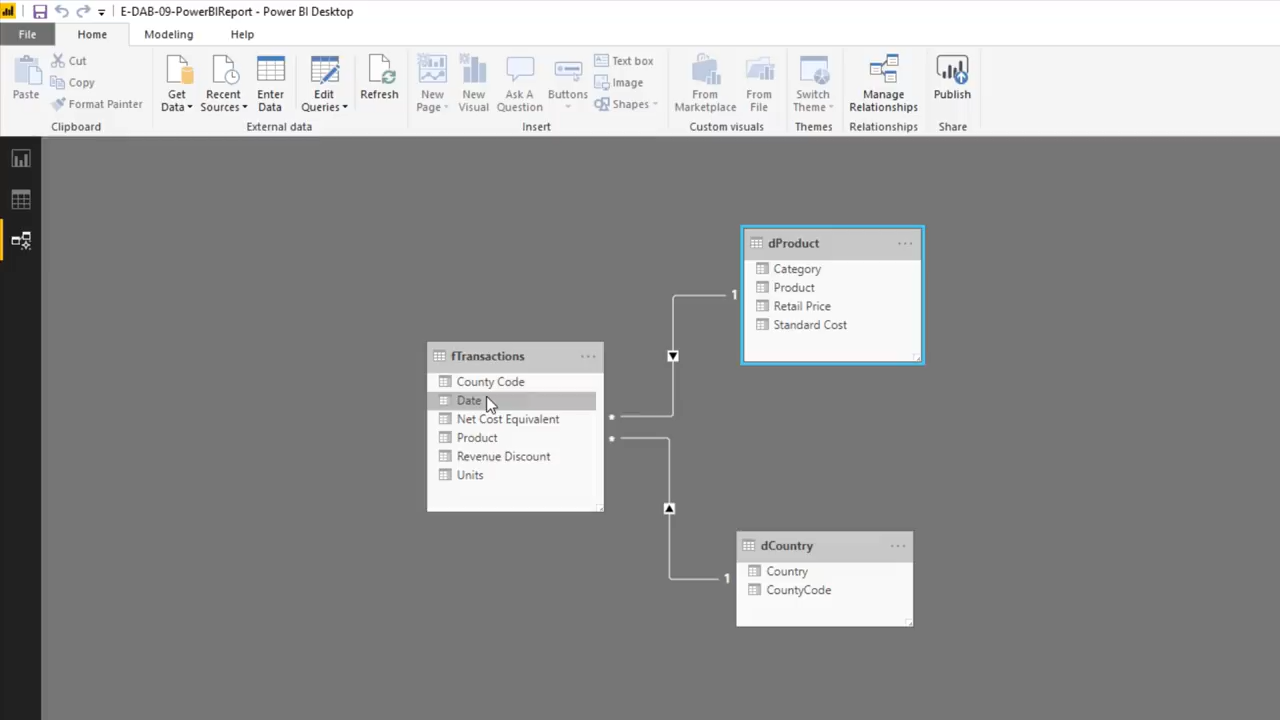 E-DAB-09-PowerBIReport - Power BI Desktop
File Home Modeling Help
Paste
Cut
Copy
Format Painter
Clipboard
Get Data
Recent Sources
Enter Data
Edit Queries
Refresh
External data
New Page
New Visual
Ask A Question
Buttons
Text box
Image
Shapes
Insert
From Marketplace
From File
Custom visuals
Switch Theme
Themes
Manage Relationships
Relationships
Publish
Share
dProduct
Category
Product
Retail Price
Standard Cost
1
fTransactions
County Code
Date
Net Cost Equivalent
Product
Revenue Discount
Units
dCountry
Country
CountyCode
1